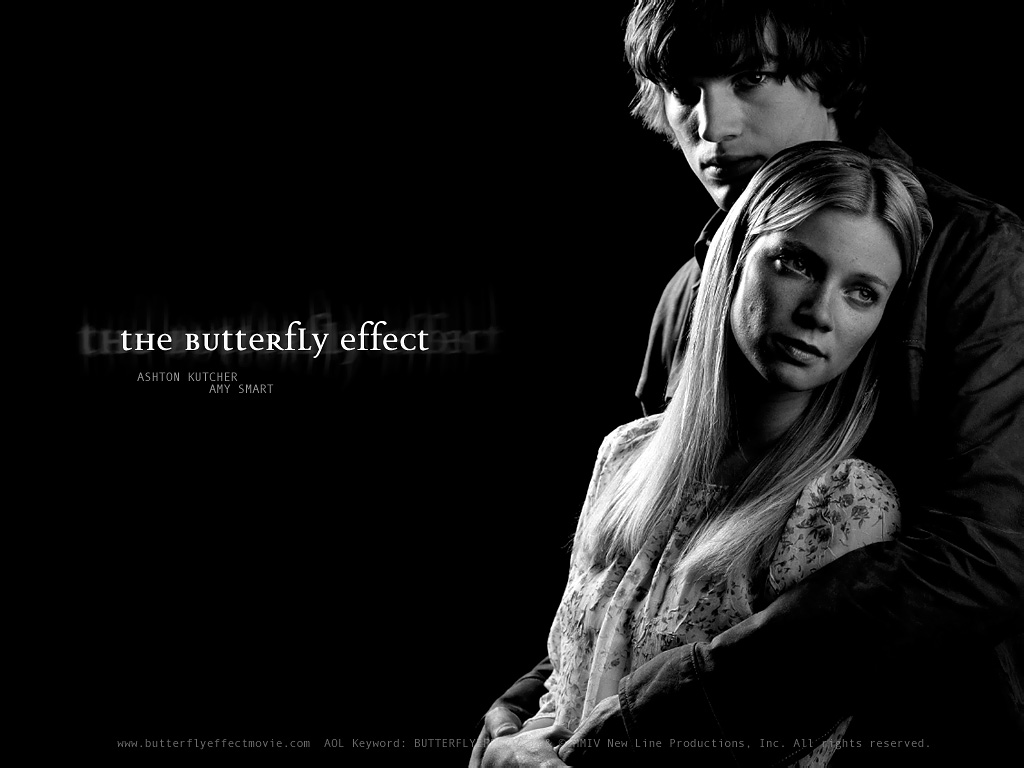 the butterfly effect
ASHTON KUTCHER
AMY SMART
www.butterflyeffectmovie.com AOL Keyword: BUTTERFLY MMIV New Line Productions, Inc. All rights reserved.